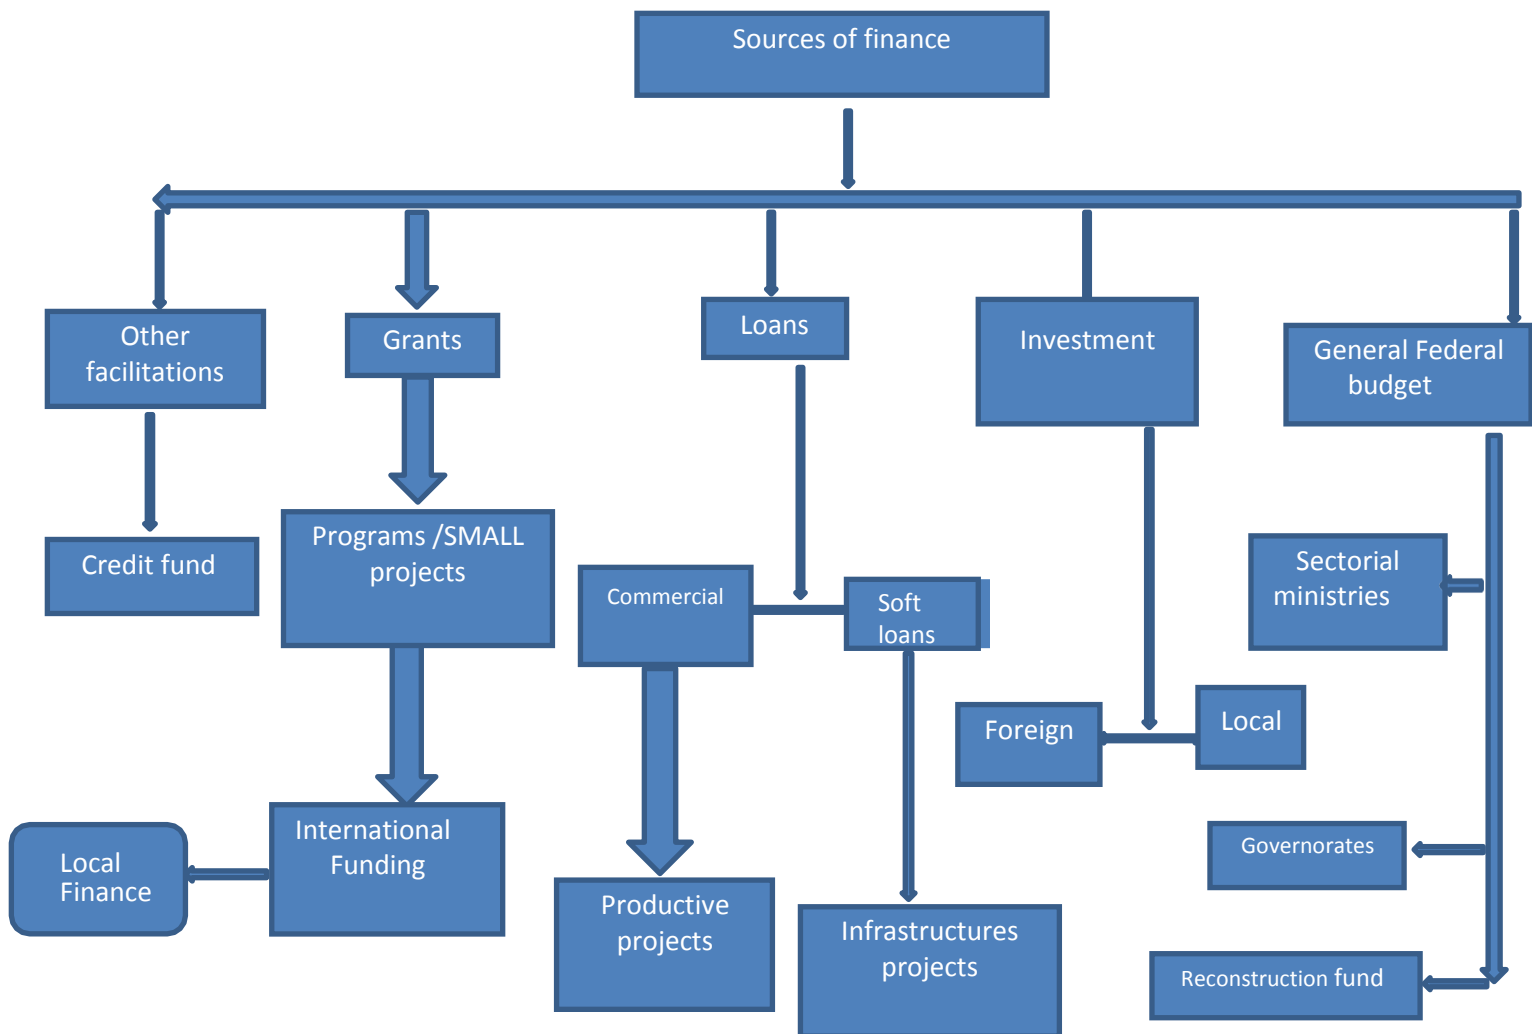 Sources of finance
Other
facilitations
Grants
Loans
Investment
General Federal
budget
Credit fund
Programs /SMALL
projects
Commercial
Soft
loans
Sectorial
ministries
Foreign
Local
International
Funding
Local
Finance
Productive
projects
Infrastructures
projects
Governorates
Reconstruction fund